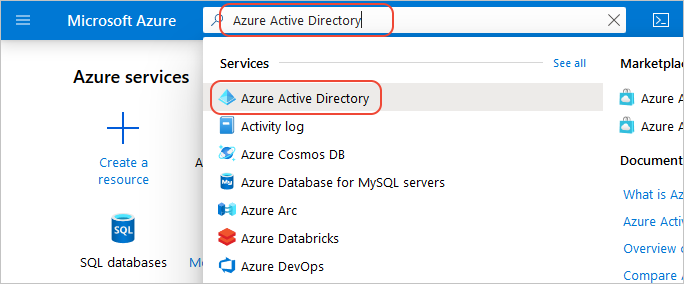 Microsoft Azure
Azure Active Directory
Azure services
Create a
resource
SQL
SQL databases
Services
See all
Azure Active Directory
Activity log
Azure Cosmos DB
My
Azure Database for MySQL servers
Azure Arc
Azure Databricks
Azure DevOps
Marketplac
Azure A
Azure A
Document
What is Az
Azure Activ
Overview o
Compare A